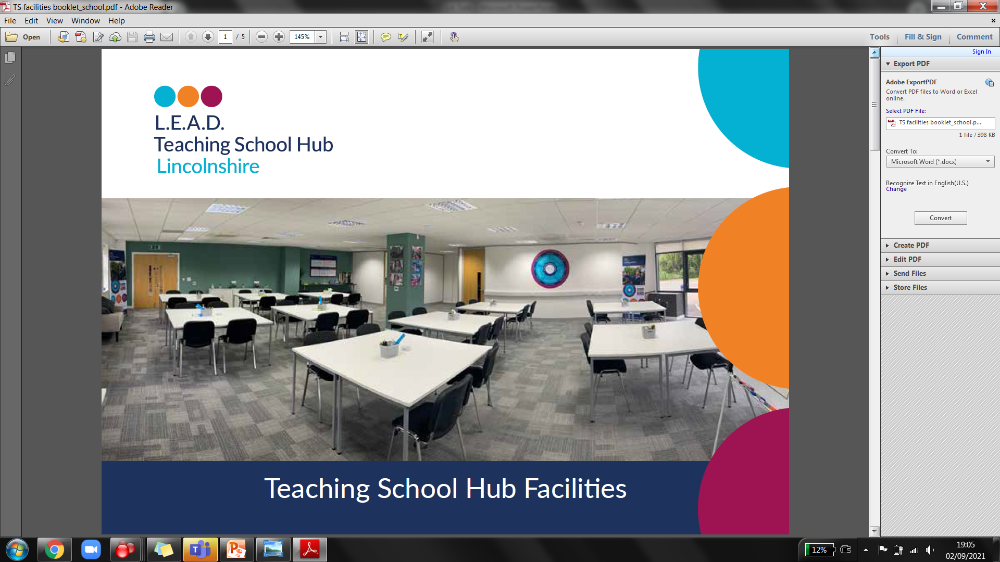 TS facilities booklet_school.pdf - Adobe Reader
File Edit View Window Help
Open
1 / 5
145%
Tools Fill & Sign Comment
Sign In
Export PDF
Adobe ExportPDF
Convert PDF files to Word or Excel
online.
Select PDF File:
TS facilities booklet_school.p...
1 file / 398 KB
Convert To:
Microsoft Word (*.docx)
Recognize Text in English(U.S.)
Change
Convert
Create PDF
Edit PDF
Send Files
Store Files
L.E.A.D.
Teaching School Hub
Lincolnshire
Teaching School Hub Facilities
12%
19:05
02/09/2021